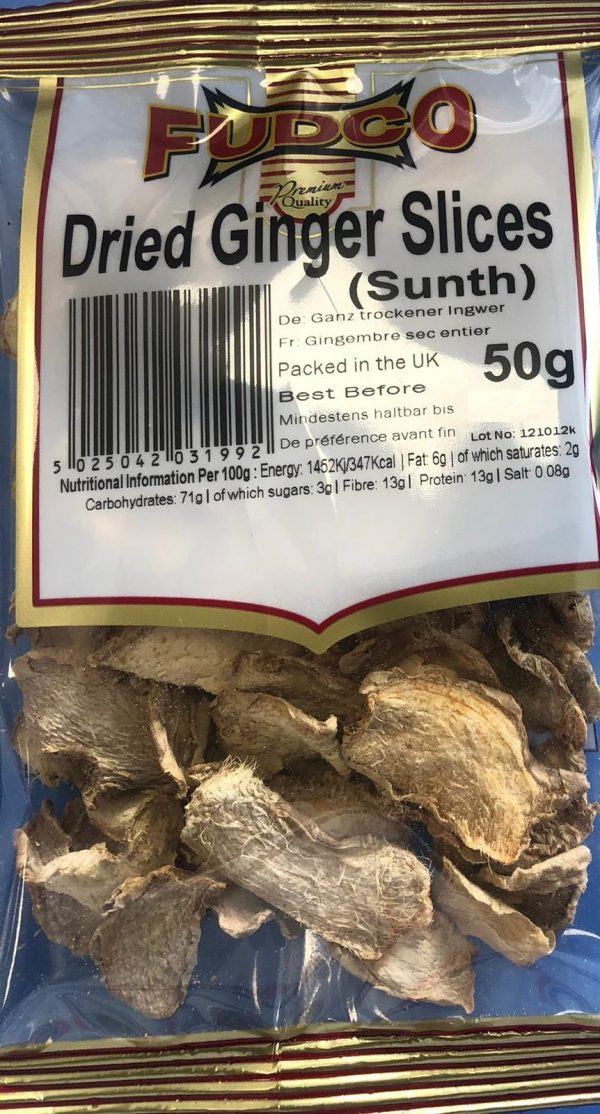 FUDCO
Premium
Quality
Dried Ginger Slices
(Sunth)
De: Ganz trockener Ingwer
Fr: Gingembre sec entier
Packed in the UK
50g
Best Before
Mindestens haltbar bis
De préférence avant fin
Lot No: 121012k
5 025042 031992
Nutritional Information Per 100g : Energy: 1452Kj/347Kcal | Fat: 6g | of which saturates: 2g
Carbohydrates: 71g | of which sugars: 3g | Fibre: 13g | Protein: 13g | Salt: 0.08g